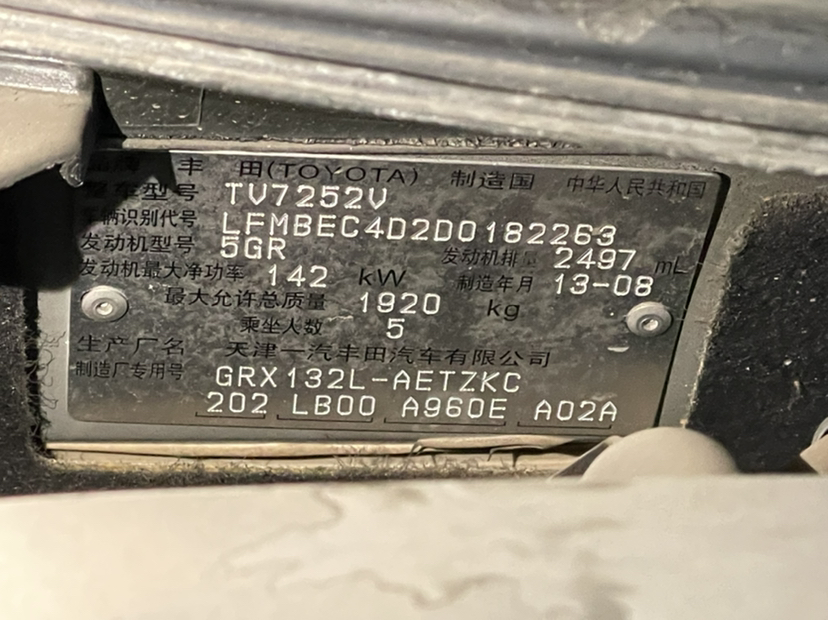 品牌 丰 田(TOYOTA) 制造国 中华人民共和国
整车型号 TV7252V
车辆识别代号 LFMBEC4D2D0182263
发动机型号 5GR 发动机排量 2497 mL
发动机最大净功率 142 kW 制造年月 13-08
最大允许总质量 1920 kg
乘坐人数 5
生产厂名 天津一汽丰田汽车有限公司
制造厂专用号 GRX132L-AETZKC
202 LB00 A960E A02A